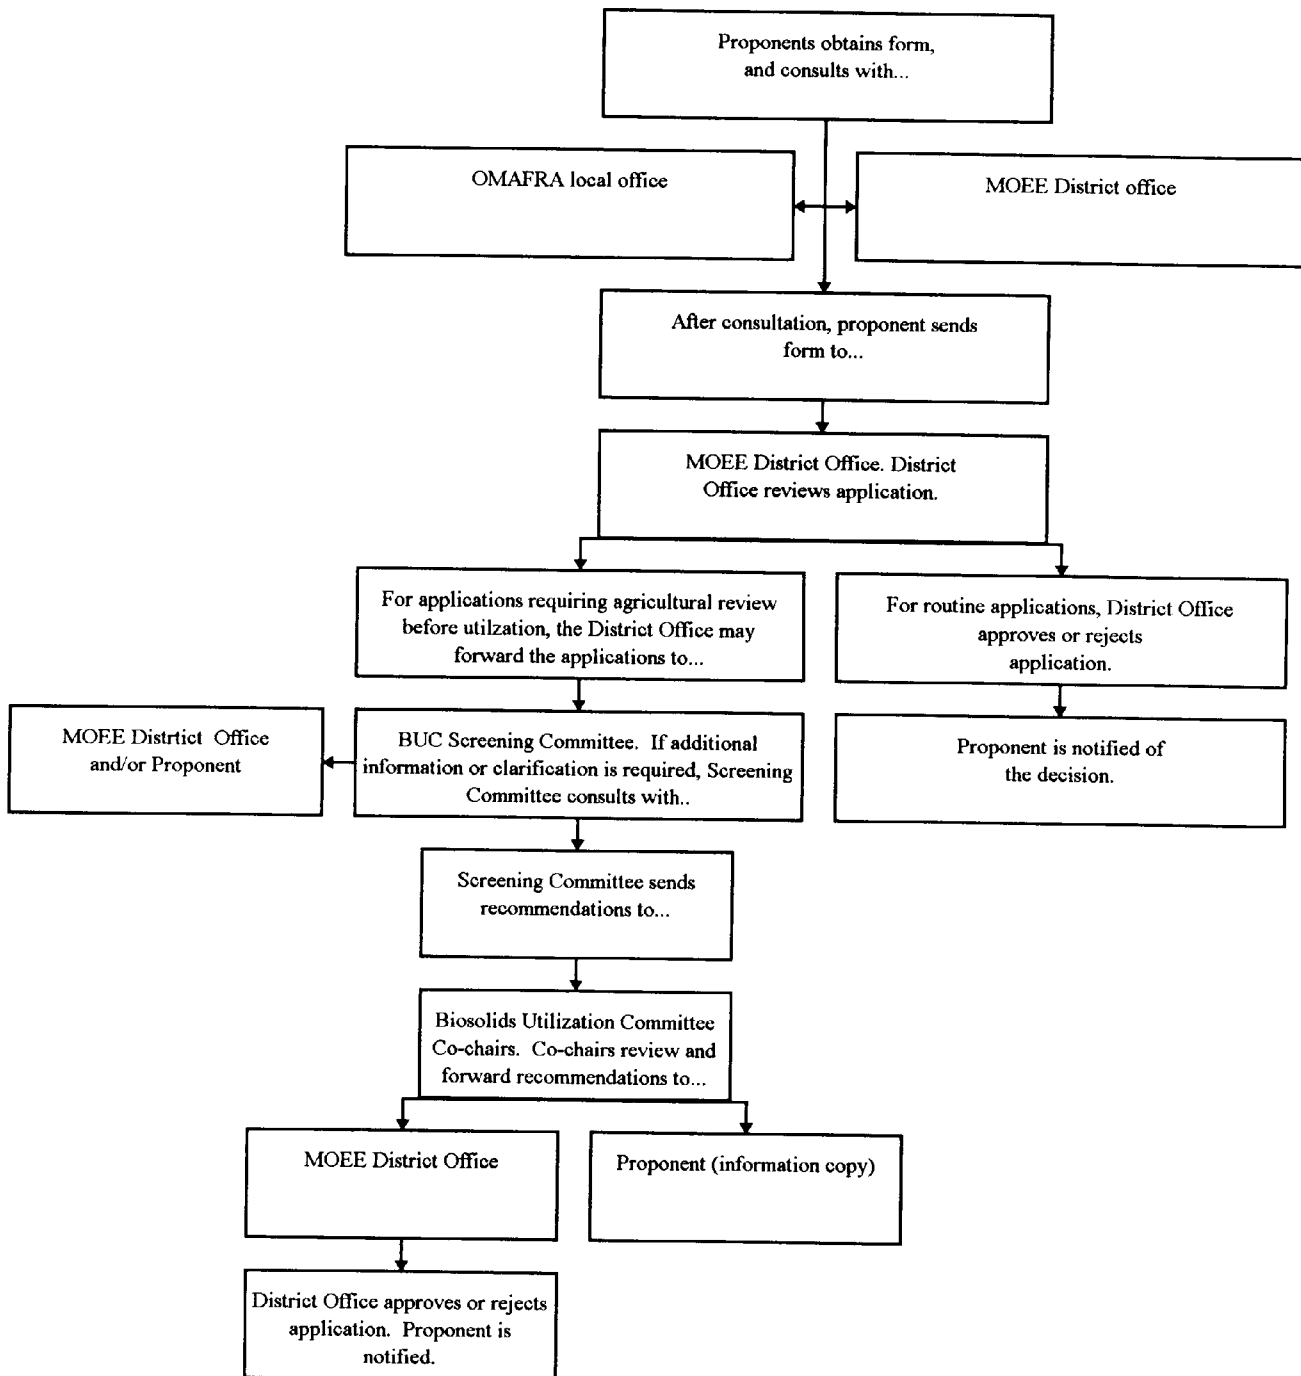 Proponents obtains form,
and consults with...
OMAFRA local office
MOEE District office
After consultation, proponent sends
form to...
MOEE District Office. District
Office reviews application.
For applications requiring agricultural review
before utilzation, the District Office may
forward the applications to...
For routine applications, District Office
approves or rejects
application.
MOEE Distrtict Office
and/or Proponent
BUC Screening Committee. If additional
information or clarification is required, Screening
Committee consults with..
Proponent is notified of
the decision.
Screening Committee sends
recommendations to...
Biosolids Utilization Committee
Co-chairs. Co-chairs review and
forward recommendations to...
MOEE District Office
Proponent (information copy)
District Office approves or rejects
application. Proponent is
notified.